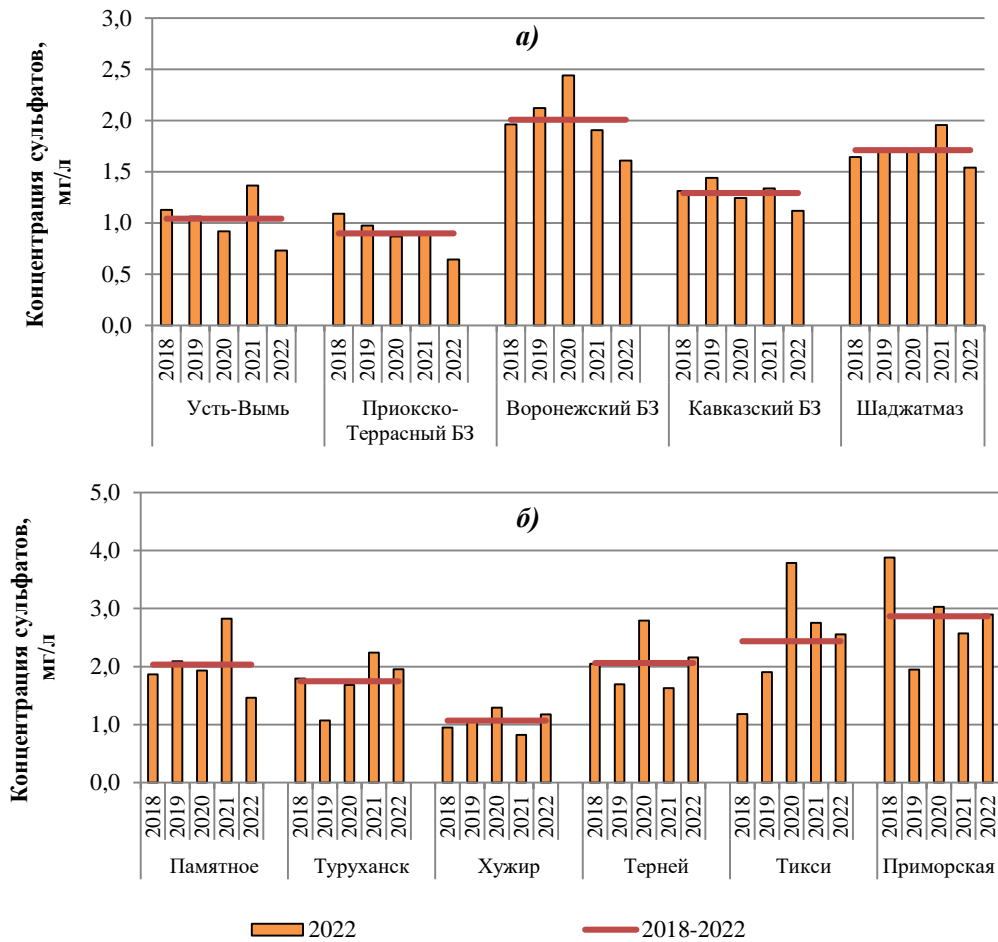 Концентрация сульфатов,
мг/л
а)
3,0
2,5
2,0
1,5
1,0
0,5
0,0
2018 2019 2020 2021 2022 2018 2019 2020 2021 2022 2018 2019 2020 2021 2022 2018 2019 2020 2021 2022 2018 2019 2020 2021 2022
Усть-Вымь Приокско- Воронежский БЗ Кавказский БЗ Шаджатмаз
Террасный БЗ
Концентрация сульфатов,
мг/л
б)
5,0
4,0
3,0
2,0
1,0
0,0
2018 2019 2020 2021 2022 2018 2019 2020 2021 2022 2018 2019 2020 2021 2022 2018 2019 2020 2021 2022 2018 2019 2020 2021 2022 2018 2019 2020 2021 2022
Памятное Туруханск Хужир Терней Тикси Приморская
2022 2018-2022